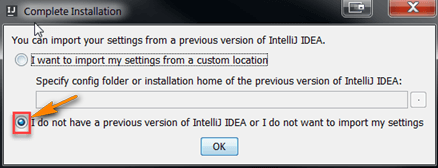 Complete Installation
You can import your settings from a previous version of IntelliJ IDEA.
I want to import my settings from a custom location
Specify config folder or installation home of the previous version of IntelliJ IDEA:
.
I do not have a previous version of IntelliJ IDEA or I do not want to import my settings
OK